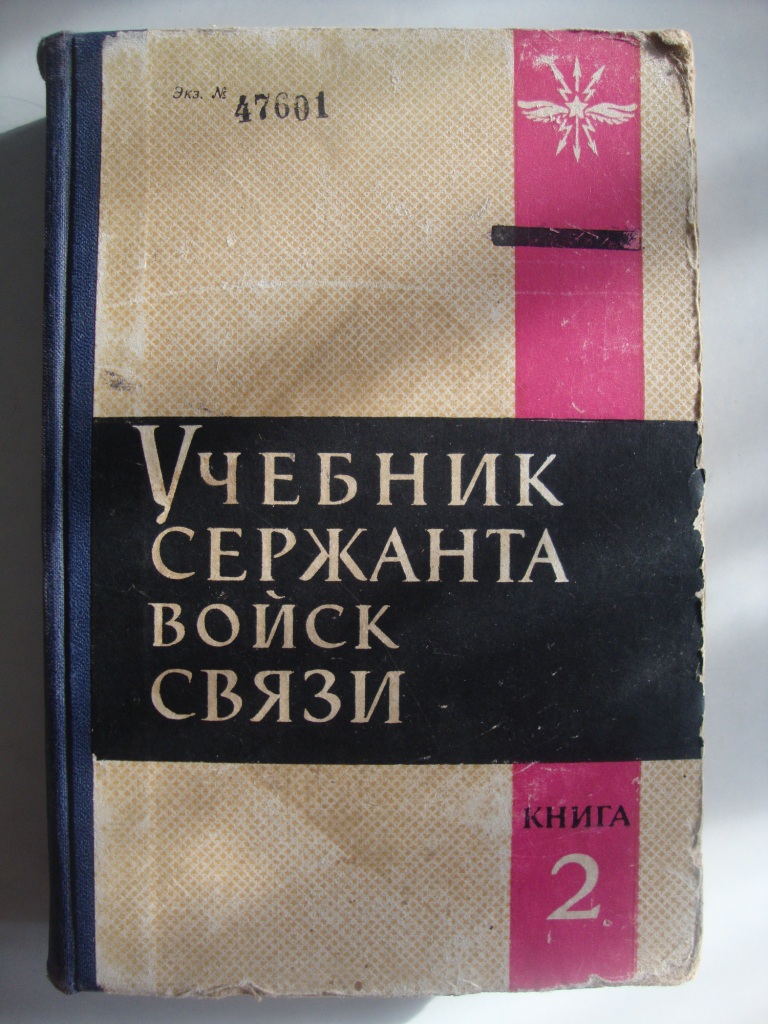 Экз. № 47601
УЧЕБНИК
СЕРЖАНТА
ВОЙСК
СВЯЗИ
КНИГА
2